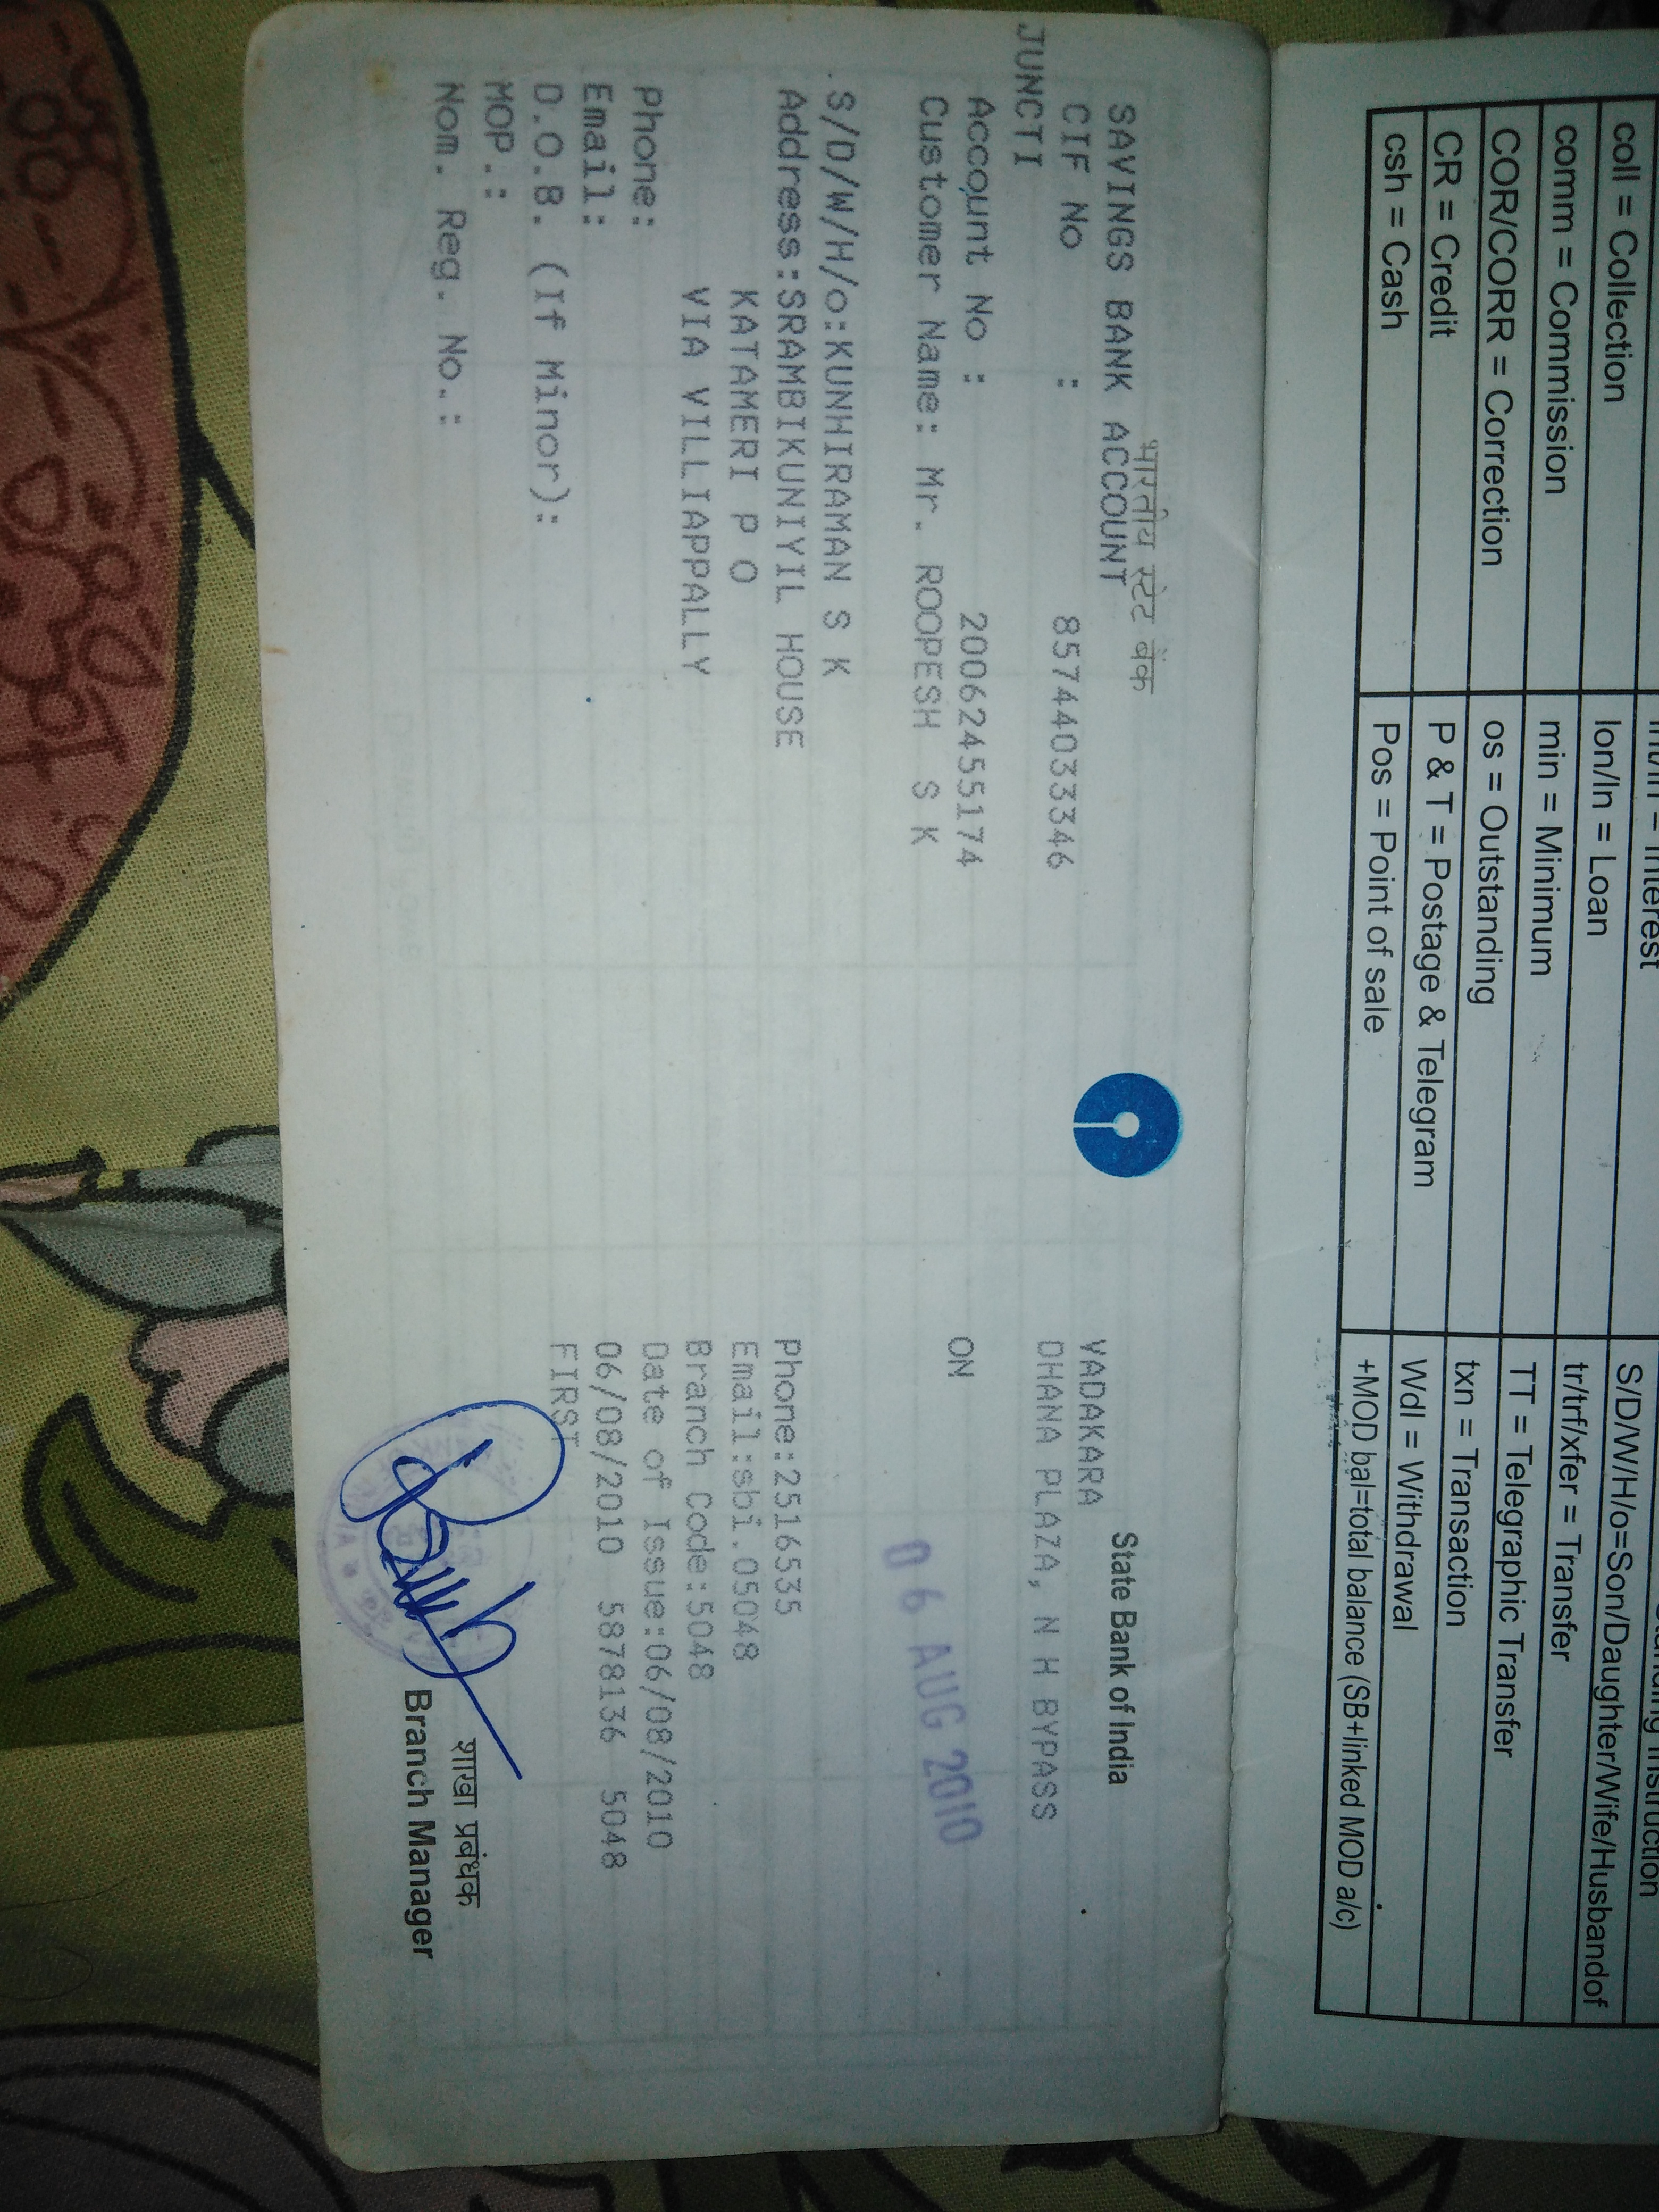 Int/in = Interest
coll = Collection
lon/ln = Loan
S/D/W/H/o=Son/Daughter/Wife/Husbandof
comm = Commission
min = Minimum
tr/trf/xfer = Transfer
COR/CORR = Correction
os = Outstanding
TT = Telegraphic Transfer
CR = Credit
P & T = Postage & Telegram
txn = Transaction
csh = Cash
Pos = Point of sale
Wdl = Withdrawal
+MOD bal=total balance (SB+linked MOD a/c)
भारतीय स्टेट बैंक
State Bank of India
SAVINGS BANK ACCOUNT
VADAKARA
CIF No : 85744033346
DHANA PLAZA, N H BYPASS
JUNCTI
Account No : 20062455174
ON
Customer Name: Mr. ROOPESH S K
06 AUG 2010
S/D/W/H/o:KUNHIRAMAN S K
Address:SRAMBIKUNIYIL HOUSE
Phone:2516535
KATAMERI P O
Email:sbi.05048
VIA VILLIAPPALLY
Branch Code:5048
Phone:
Date of Issue:06/08/2010
Email:
06/08/2010 5878136 5048
D.O.B. (If Minor):
FIRST
MOP.:
Nom. Reg. No.:
शाखा प्रबंधक
Branch Manager